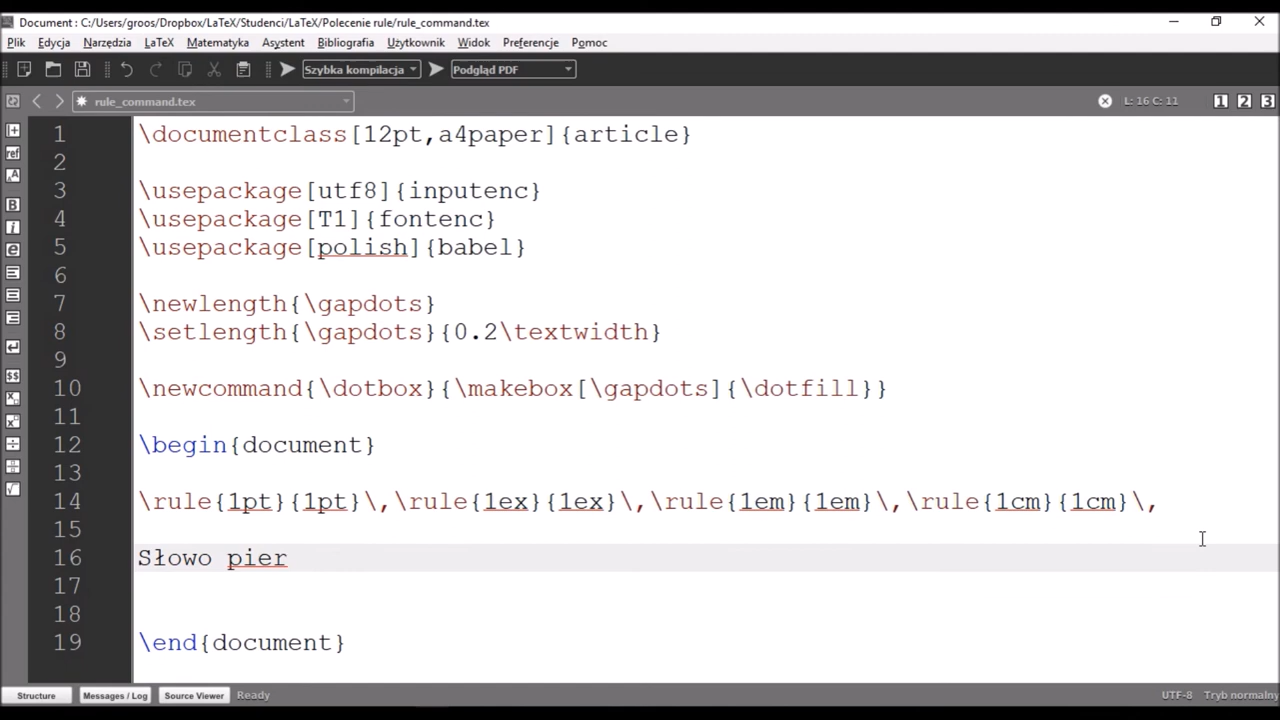 Document : C:/Users/groos/Dropbox/LaTeX/Studenci/LaTeX/Polecenie rule/rule_command.tex
Plik Edycja Narzędzia LaTeX Matematyka Asystent Bibliografia Użytkownik Widok Preferencje Pomoc
Szybka kompilacja Podgląd PDF
rule_command.tex L: 16 C: 11 1 2 3
1 \documentclass[12pt,a4paper]{article}
2
3 \usepackage[utf8]{inputenc}
4 \usepackage[T1]{fontenc}
5 \usepackage[polish]{babel}
6
7 \newlength{\gapdots}
8 \setlength{\gapdots}{0.2\textwidth}
9
10 \newcommand{\dotbox}{\makebox[\gapdots]{\dotfill}}
11
12 \begin{document}
13
14 \rule{1pt}{1pt}\,\rule{1ex}{1ex}\,\rule{1em}{1em}\,\rule{1cm}{1cm}\,
15
16 Słowo pier
17
18
19 \end{document}
Structure Messages / Log Source Viewer Ready UTF-8 Tryb normalny